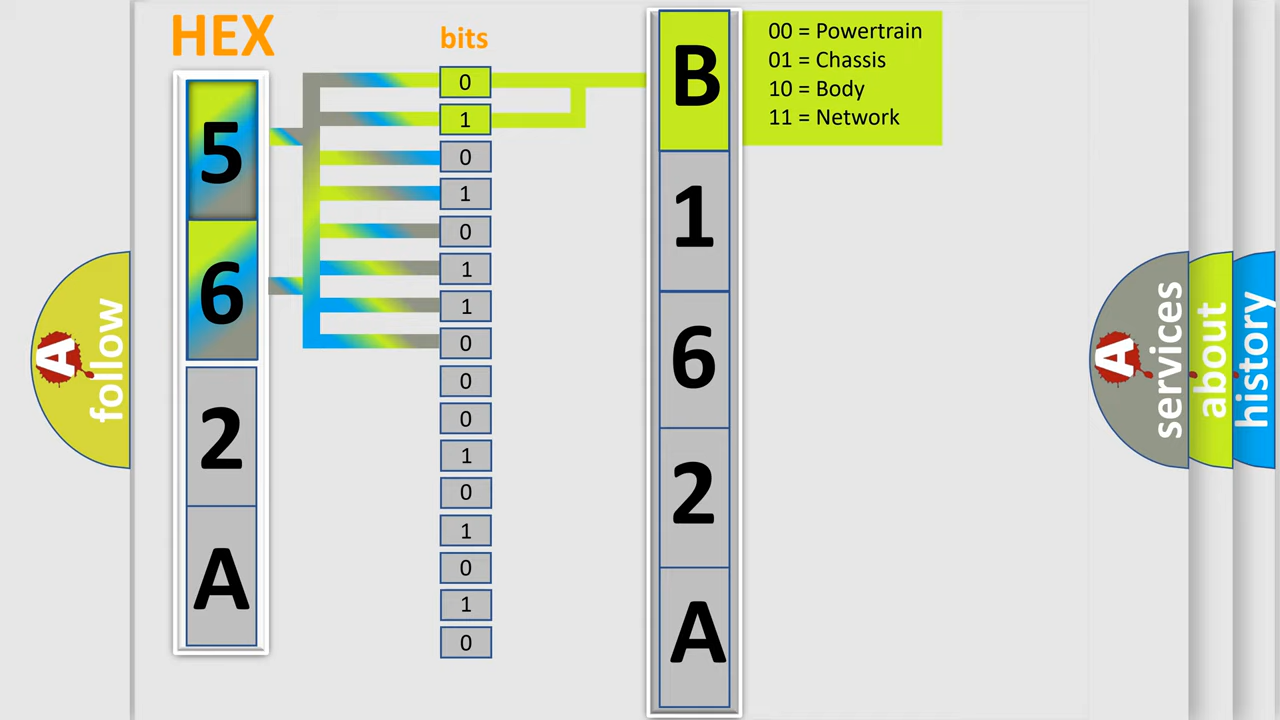 HEX
bits
5
6
2
A
0
1
0
1
0
1
1
0
0
0
1
0
1
0
1
0
B
1
6
2
A
00 = Powertrain
01 = Chassis
10 = Body
11 = Network
A
follow
A
services
about
history